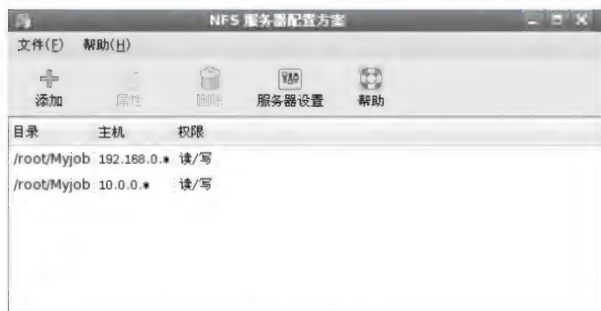 NFS 服务器配置方案
文件(F) 帮助(H)
添加 属性 删除 服务器设置 帮助
目录 主机 权限
/root/Myjob 192.168.0.* 读/写
/root/Myjob 10.0.0.* 读/写